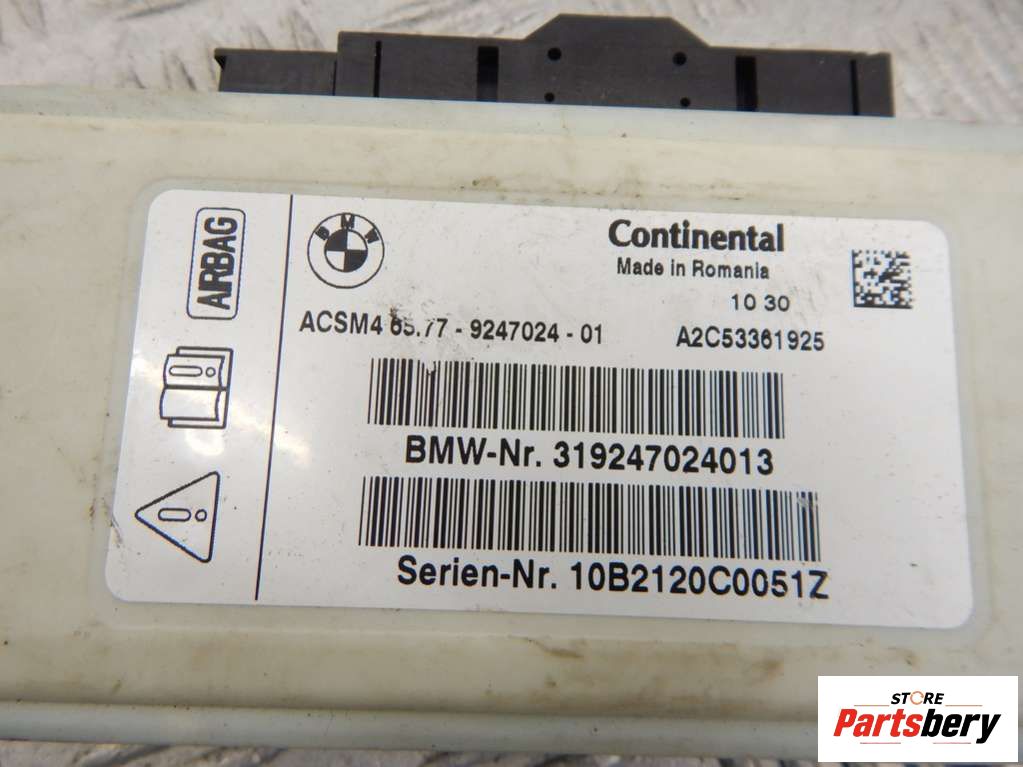 AIRBAG
BMW
Continental
Made in Romania
10 30
ACSM4 65.77 - 9247024 - 01 A2C53361925
BMW-Nr. 319247024013
Serien-Nr. 10B2120C0051Z
STORE
Partsbery